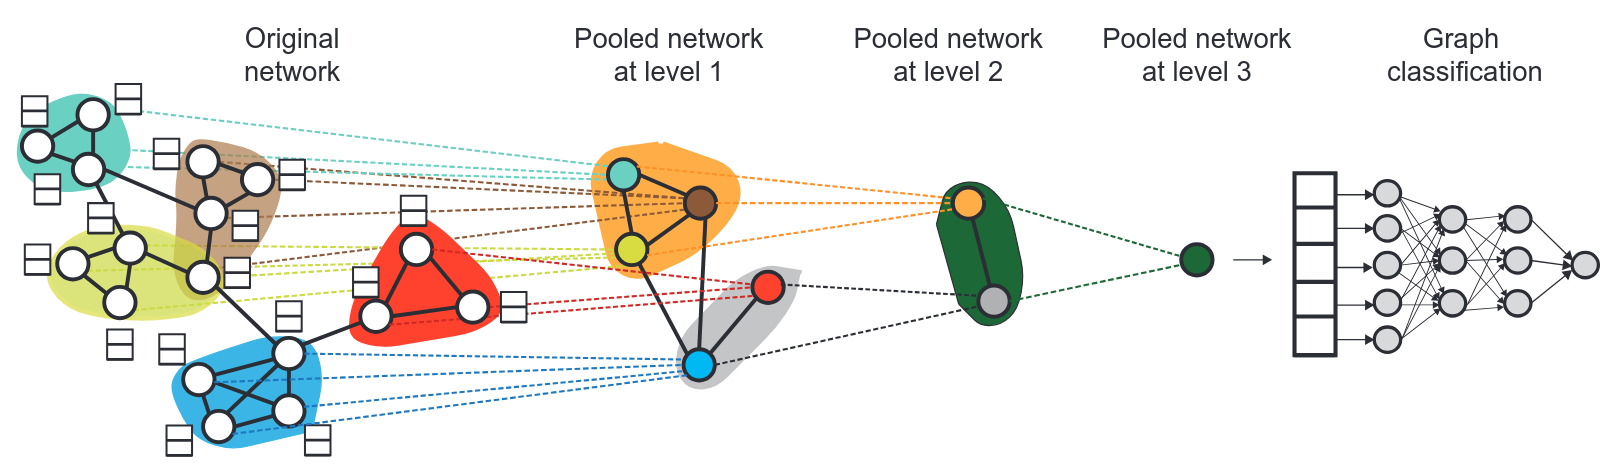 Original
network
Pooled network
at level 1
Pooled network
at level 2
Pooled network
at level 3
Graph
classification